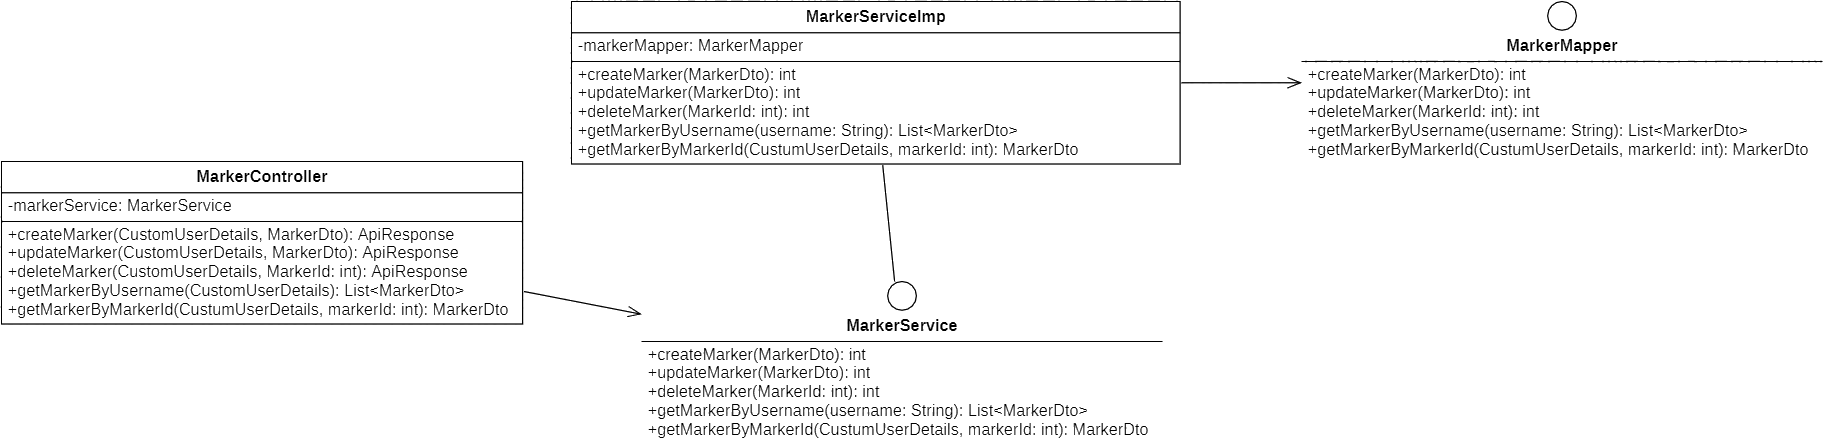 MarkerServiceImp
-markerMapper: MarkerMapper
+createMarker(MarkerDto): int
+updateMarker(MarkerDto): int
+deleteMarker(MarkerId: int): int
+getMarkerByUsername(username: String): List<MarkerDto>
+getMarkerByMarkerId(CustumUserDetails, markerId: int): MarkerDto
MarkerMapper
+createMarker(MarkerDto): int
+updateMarker(MarkerDto): int
+deleteMarker(MarkerId: int): int
+getMarkerByUsername(username: String): List<MarkerDto>
+getMarkerByMarkerId(CustumUserDetails, markerId: int): MarkerDto
MarkerController
-markerService: MarkerService
+createMarker(CustomUserDetails, MarkerDto): ApiResponse
+updateMarker(CustomUserDetails, MarkerDto): ApiResponse
+deleteMarker(CustomUserDetails, MarkerId: int): ApiResponse
+getMarkerByUsername(CustomUserDetails): List<MarkerDto>
+getMarkerByMarkerId(CustumUserDetails, markerId: int): MarkerDto
MarkerService
+createMarker(MarkerDto): int
+updateMarker(MarkerDto): int
+deleteMarker(MarkerId: int): int
+getMarkerByUsername(username: String): List<MarkerDto>
+getMarkerByMarkerId(CustumUserDetails, markerId: int): MarkerDto